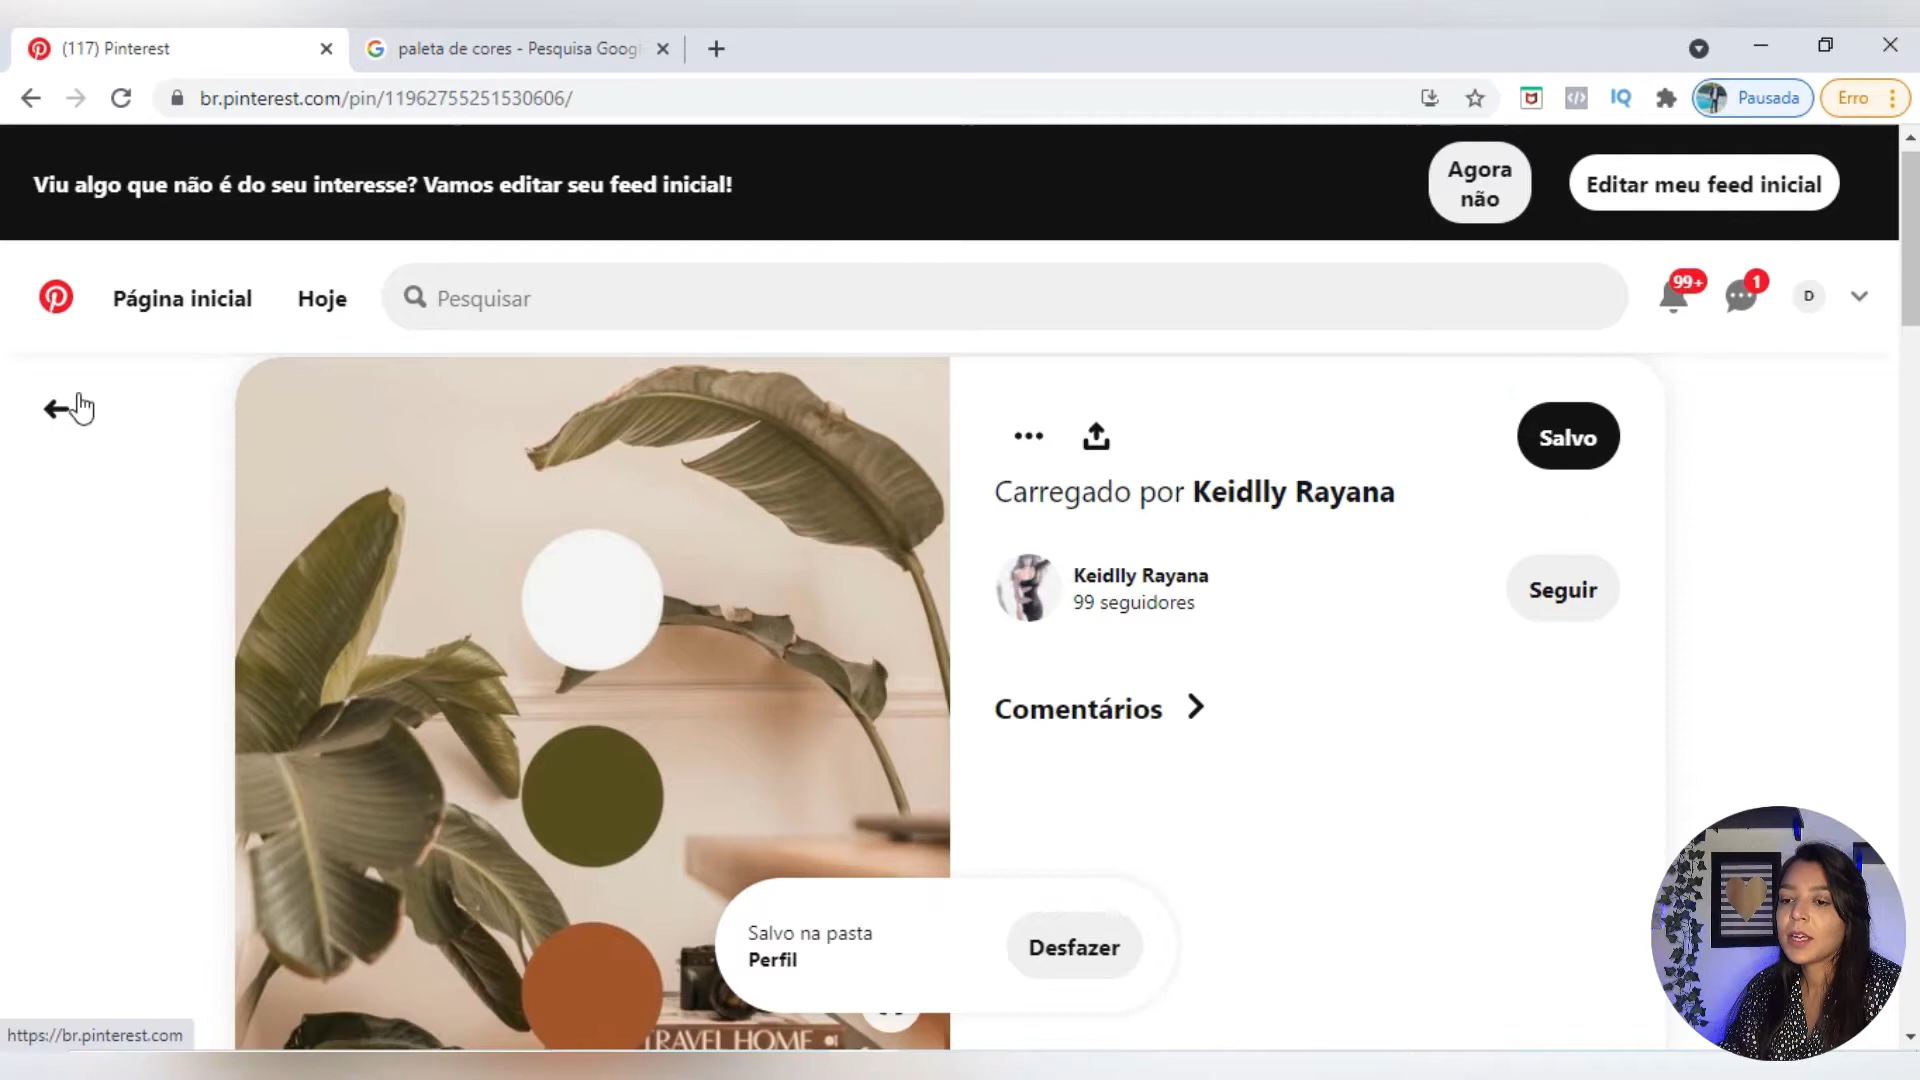 (117) Pinterest
paleta de cores - Pesquisa Goog
br.pinterest.com/pin/11962755251530606/
IQ
Pausada
Erro
Viu algo que não é do seu interesse? Vamos editar seu feed inicial!
Agora
não
Editar meu feed inicial
Página inicial
Hoje
Pesquisar
99+
1
D
Salvo
Carregado por Keidlly Rayana
Keidlly Rayana
99 seguidores
Seguir
Comentários
Salvo na pasta
Perfil
Desfazer
TRAVEL HOME
https://br.pinterest.com